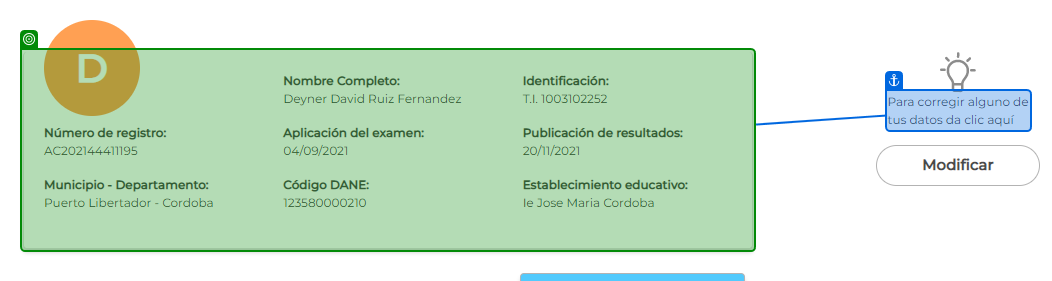 D
Nombre Completo:
Deyner David Ruiz Fernandez
Identificación:
T.I. 1003102252
Número de registro:
AC202144411195
Aplicación del examen:
04/09/2021
Publicación de resultados:
20/11/2021
Municipio - Departamento:
Puerto Libertador - Cordoba
Código DANE:
123580000210
Establecimiento educativo:
Ie Jose Maria Cordoba
Para corregir alguno de
tus datos da clic aquí
Modificar